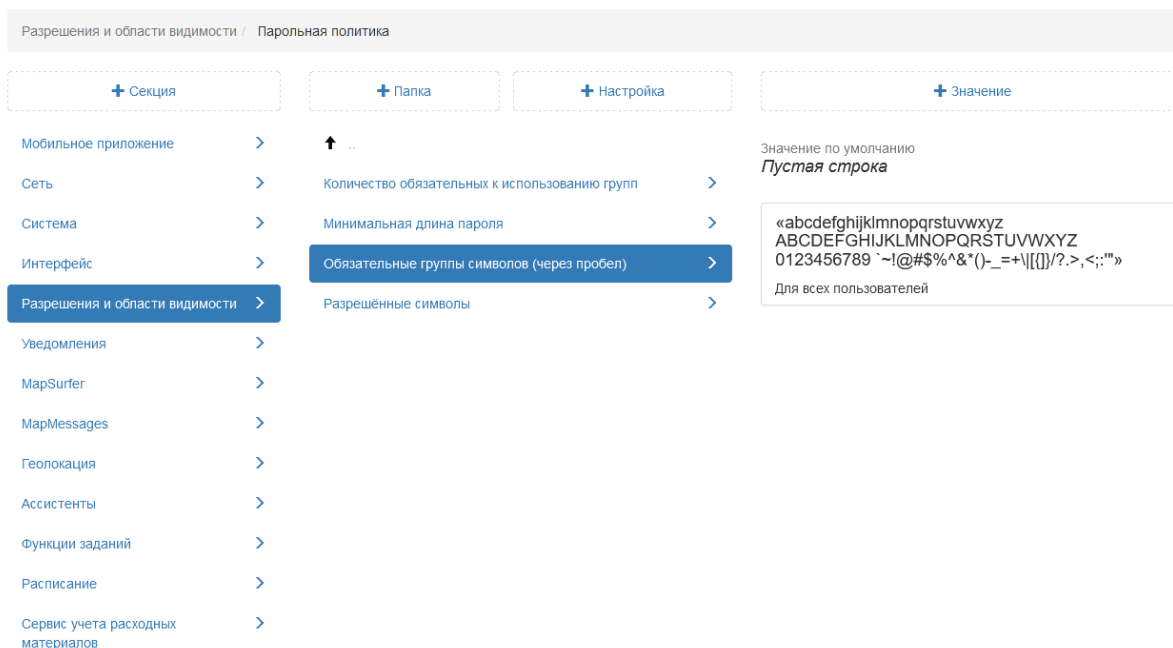 Разрешения и области видимости / Парольная политика
+ Секция
+ Папка
+ Настройка
+ Значение
Мобильное приложение
Сеть
Система
Интерфейс
Разрешения и области видимости
Уведомления
MapSurfer
MapMessages
Геолокация
Ассистенты
Функции заданий
Расписание
Сервис учета расходных
материалов
..
Количество обязательных к использованию групп
Минимальная длина пароля
Обязательные группы символов (через пробел)
Разрешённые символы
Значение по умолчанию
Пустая строка
«abcdefghijklmnopqrstuvwxyz
ABCDEFGHIJKLMNOPQRSTUVWXYZ
0123456789 `~!@#$%^&*()-_=+\|[{]}/?.>,<;:'"»
Для всех пользователей